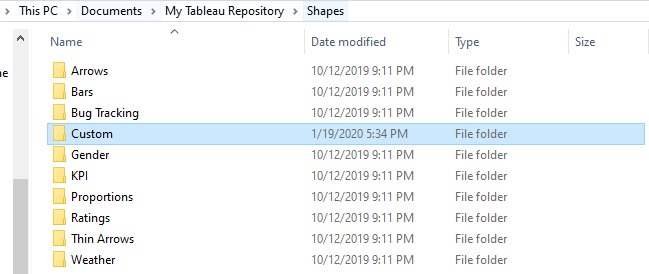 This PC > Documents > My Tableau Repository > Shapes
Name Date modified Type Size
Arrows 10/12/2019 9:11 PM File folder
Bars 10/12/2019 9:11 PM File folder
Bug Tracking 10/12/2019 9:11 PM File folder
Custom 1/19/2020 5:34 PM File folder
Gender 10/12/2019 9:11 PM File folder
KPI 10/12/2019 9:11 PM File folder
Proportions 10/12/2019 9:11 PM File folder
Ratings 10/12/2019 9:11 PM File folder
Thin Arrows 10/12/2019 9:11 PM File folder
Weather 10/12/2019 9:11 PM File folder